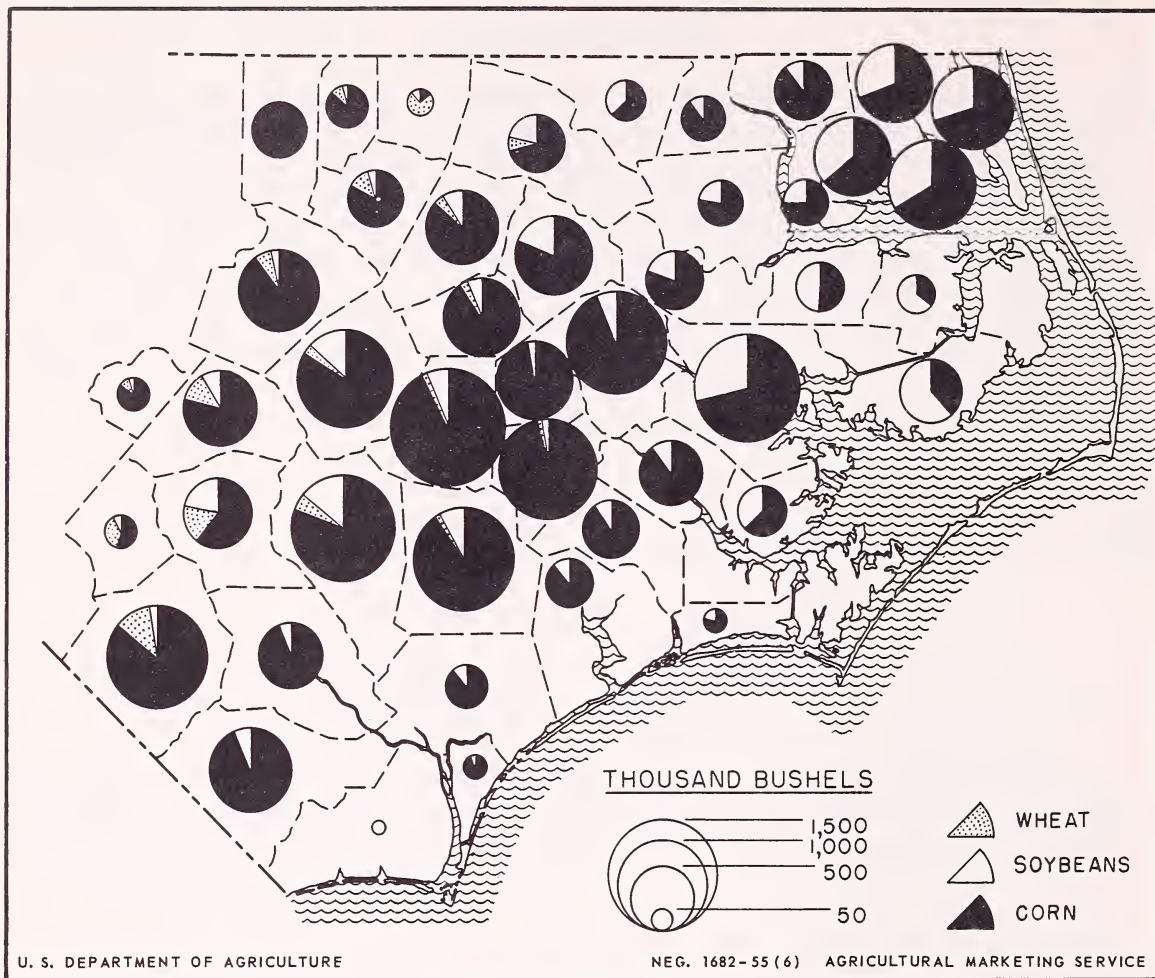 THOUSAND BUSHELS
1,500
1,000
500
50
WHEAT
SOYBEANS
CORN
U. S. DEPARTMENT OF AGRICULTURE
NEG. 1682-55 (6) AGRICULTURAL MARKETING SERVICE